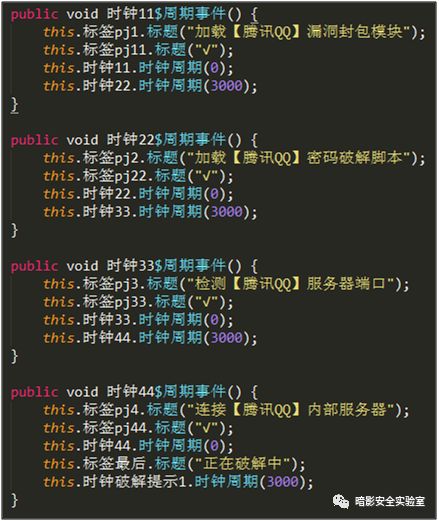 public void 时钟11$周期事件() {
this.标签pj1.标题("加载【腾讯QQ】漏洞封包模块");
this.标签pj11.标题("√");
this.时钟11.时钟周期(0);
this.时钟22.时钟周期(3000);
}
public void 时钟22$周期事件() {
this.标签pj2.标题("加载【腾讯QQ】密码破解脚本");
this.标签pj22.标题("√");
this.时钟22.时钟周期(0);
this.时钟33.时钟周期(3000);
}
public void 时钟33$周期事件() {
this.标签pj3.标题("检测【腾讯QQ】服务器端口");
this.标签pj33.标题("√");
this.时钟33.时钟周期(0);
this.时钟44.时钟周期(3000);
}
public void 时钟44$周期事件() {
this.标签pj4.标题("连接【腾讯QQ】内部服务器");
this.标签pj44.标题("√");
this.时钟44.时钟周期(0);
this.标签最后.标题("正在破解中");
this.时钟破解提示1.时钟周期(3000);
}
暗影安全实验室